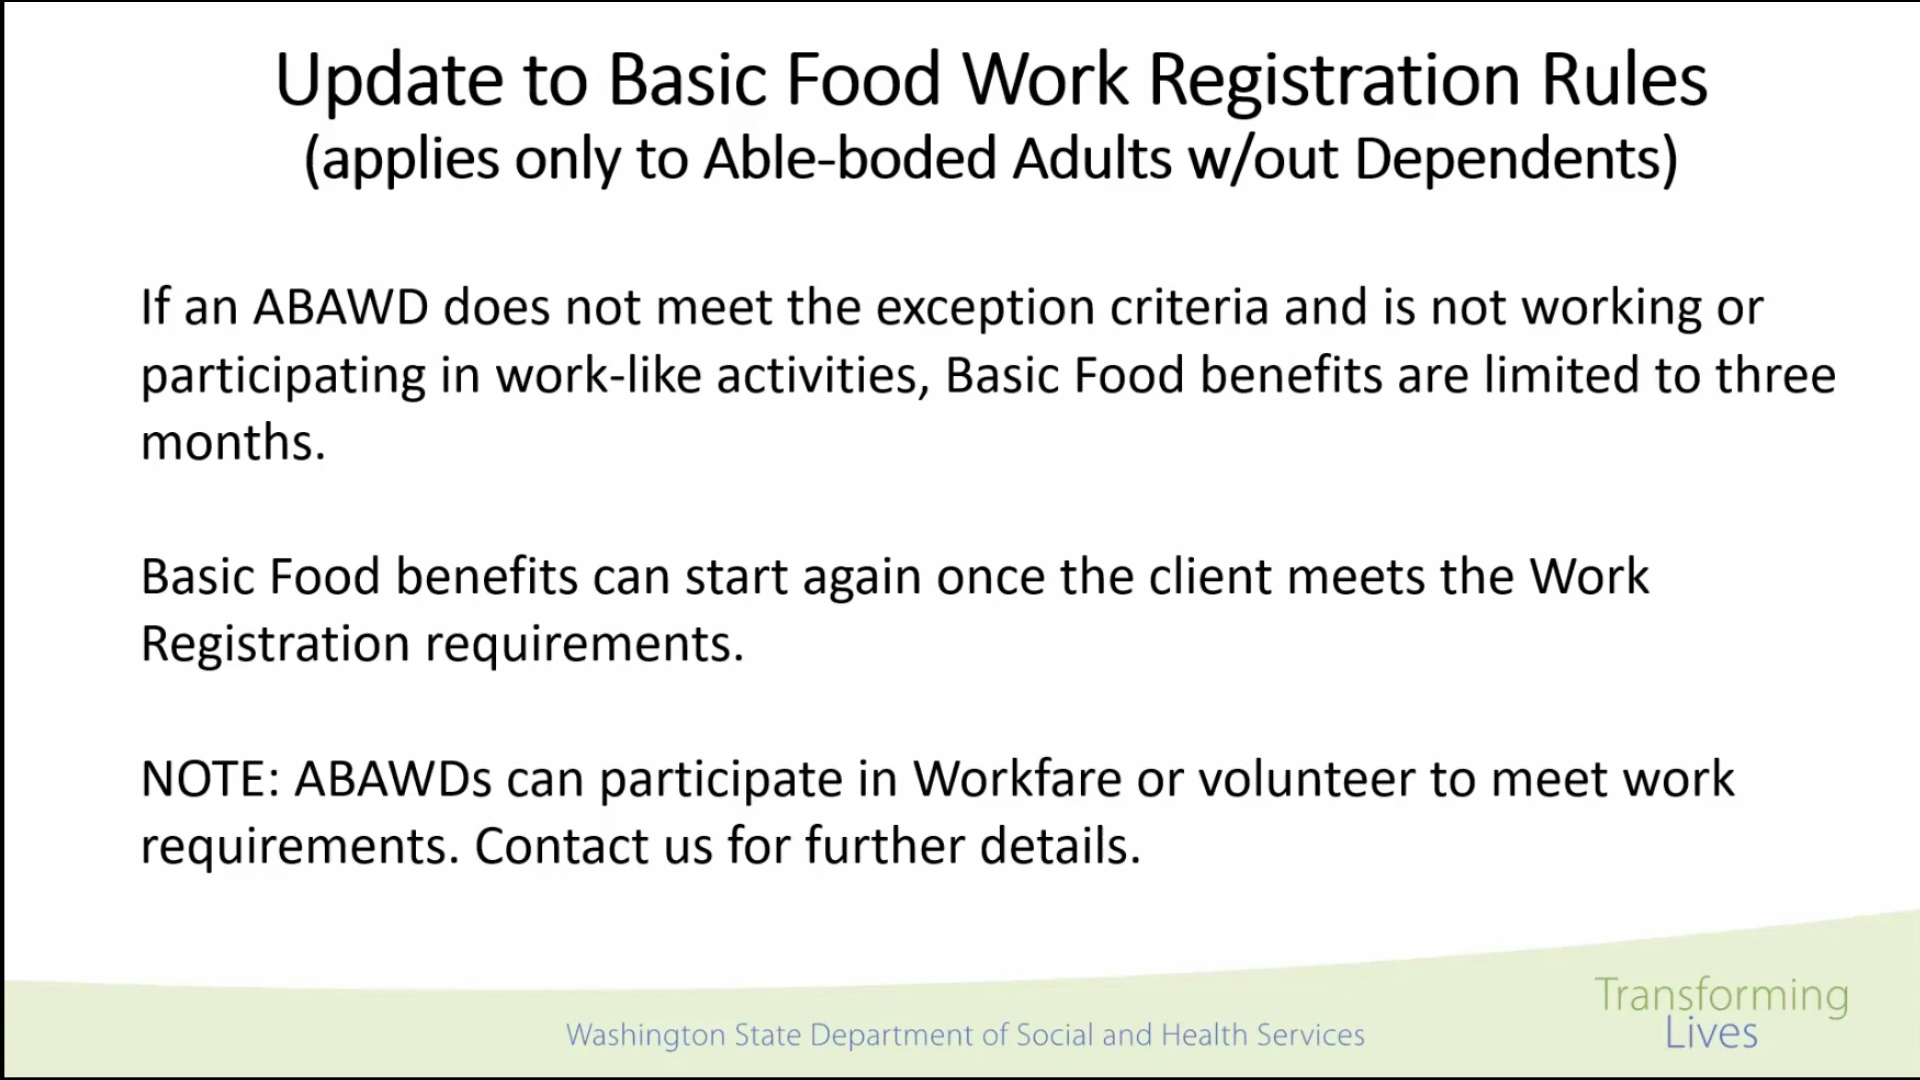 Update to Basic Food Work Registration Rules
(applies only to Able-boded Adults w/out Dependents)
If an ABAWD does not meet the exception criteria and is not working or
participating in work-like activities, Basic Food benefits are limited to three
months.
Basic Food benefits can start again once the client meets the Work
Registration requirements.
NOTE: ABAWDs can participate in Workfare or volunteer to meet work
requirements. Contact us for further details.
Washington State Department of Social and Health Services
Transforming
Lives